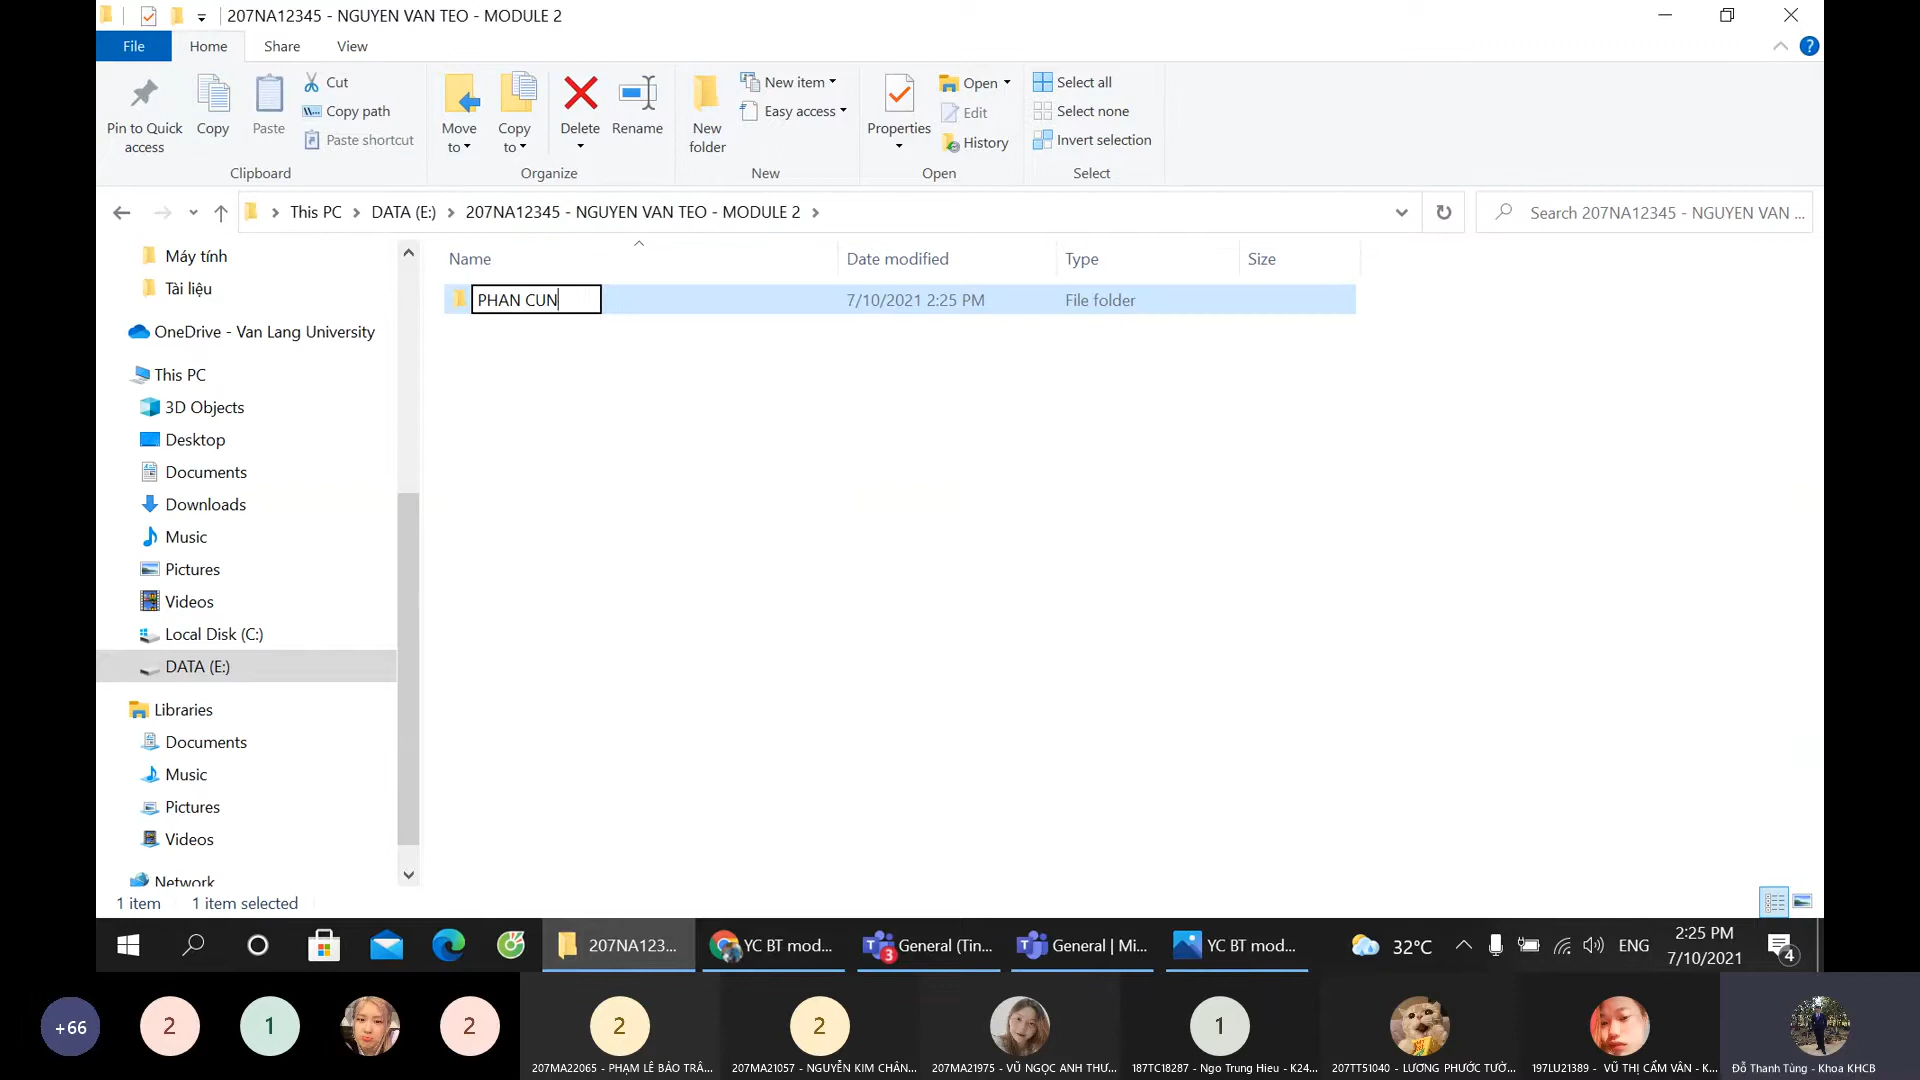 207NA12345 - NGUYEN VAN TEO - MODULE 2
File
Home
Share
View
Pin to Quick
access
Copy
Paste
Cut
Copy path
Paste shortcut
Clipboard
Move
to
Copy
to
Delete
Rename
Organize
New
folder
New item
Easy access
New
Properties
Open
Edit
History
Open
Select all
Select none
Invert selection
Select
This PC
DATA (E:)
207NA12345 - NGUYEN VAN TEO - MODULE 2
Search 207NA12345 - NGUYEN VAN ...
Máy tính
Tài liệu
OneDrive - Van Lang University
This PC
3D Objects
Desktop
Documents
Downloads
Music
Pictures
Videos
Local Disk (C:)
DATA (E:)
Libraries
Documents
Music
Pictures
Videos
Network
Name
Date modified
Type
Size
PHAN CUN
7/10/2021 2:25 PM
File folder
1 item
1 item selected
207NA123...
YC BT mod...
3
General (Tin...
General | Mi...
YC BT mod...
32°C
ENG
2:25 PM
7/10/2021
4
+66
2
1
2
2
207MA22065 - PHẠM LÊ BẢO TRÂ...
2
207MA21057 - NGUYỄN KIM CHÂN...
207MA21975 - VŨ NGỌC ANH THƯ...
1
187TC18287 - Ngo Trung Hieu - K24...
207TT51040 - LƯƠNG PHƯỚC TƯỜ...
197LU21389 - VŨ THỊ CẨM VÂN - K...
Đỗ Thanh Tùng - Khoa KHCB